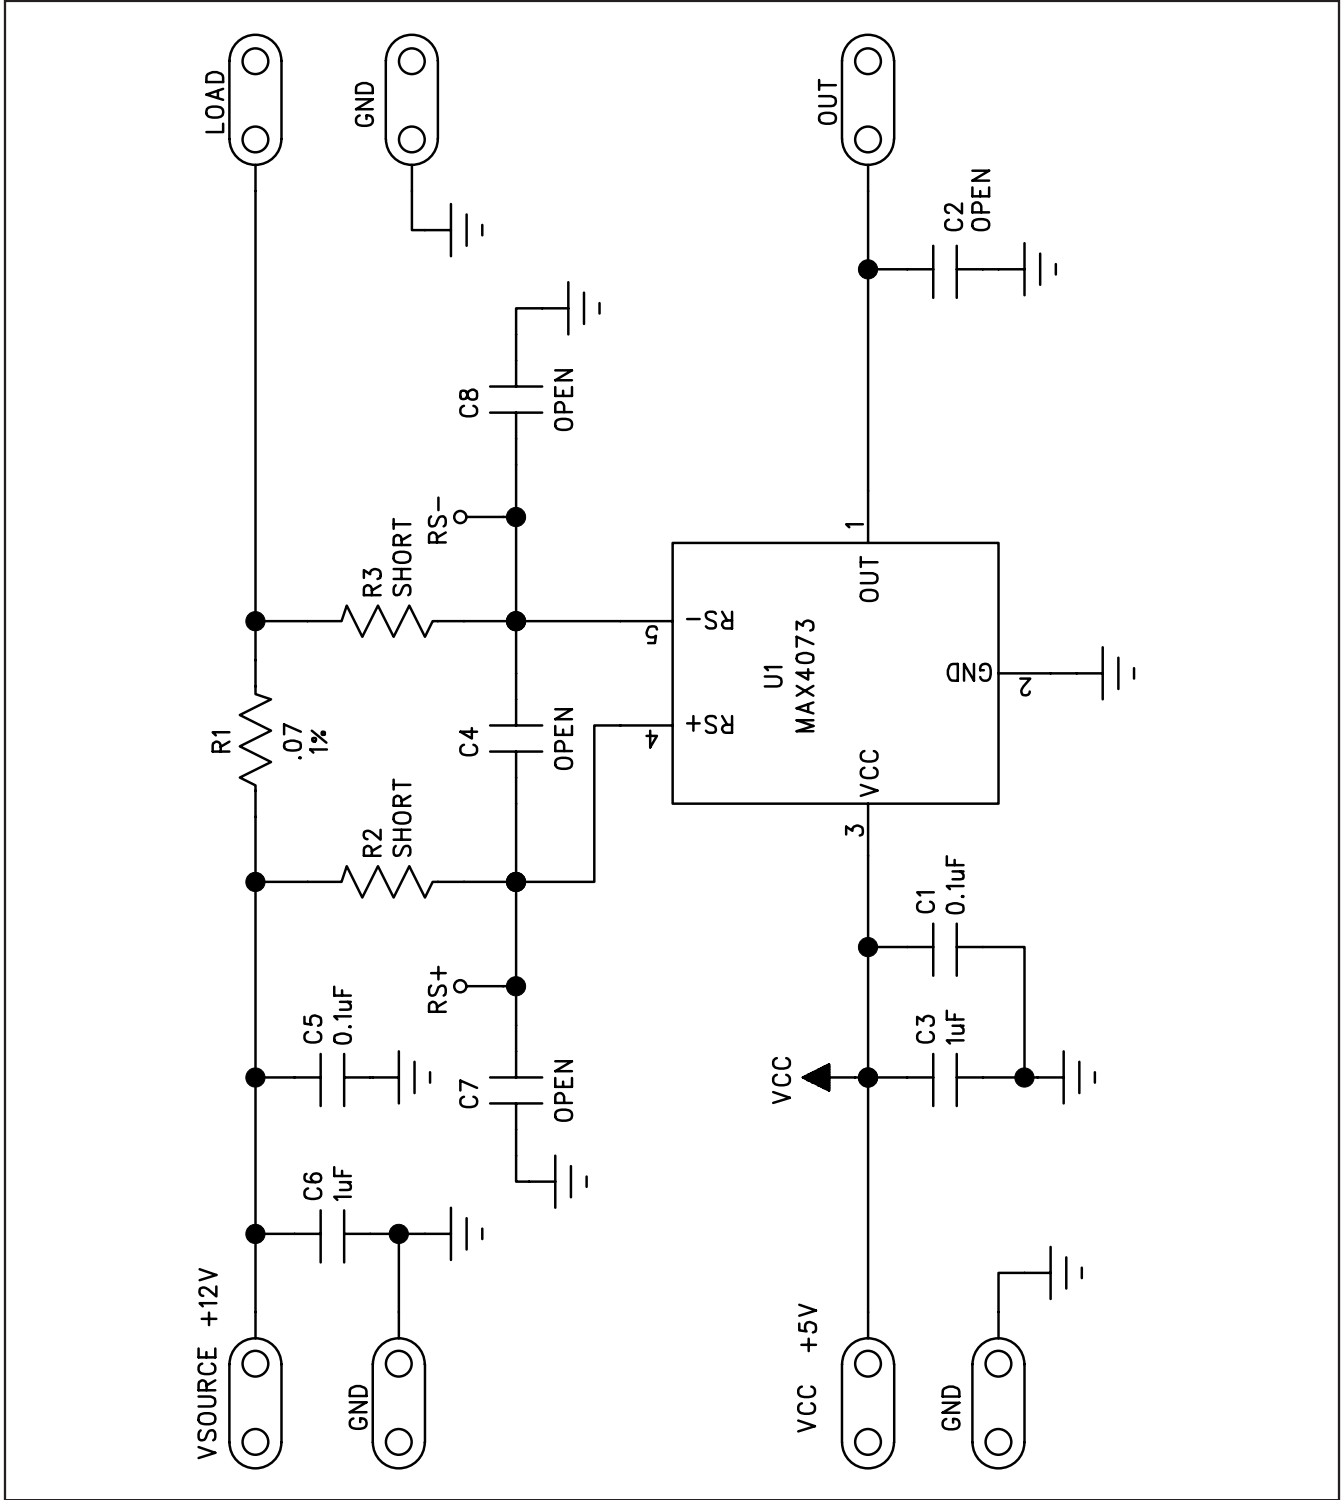 VSOURCE +12V
LOAD
GND
GND
C6
1uF
C5
0.1uF
R1
.07
1%
R2
SHORT
R3
SHORT
RS+
RS-
C7
OPEN
C4
OPEN
C8
OPEN
4
5
RS+
RS-
U1
MAX4073
VCC
OUT
GND
3
1
2
VCC
VCC +5V
OUT
C3
1uF
C1
0.1uF
C2
OPEN
GND